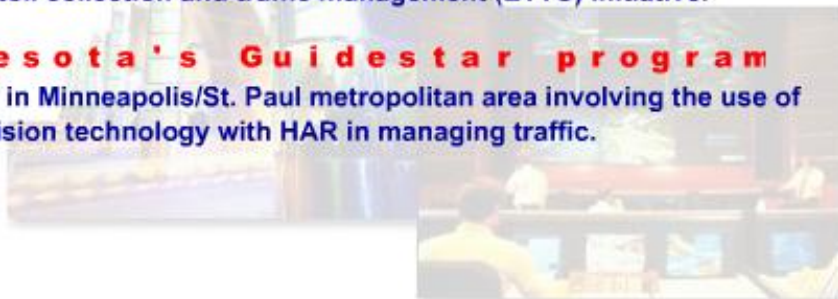 esota's Guidestar program
in Minneapolis/St. Paul metropolitan area involving the use of
ision technology with HAR in managing traffic.